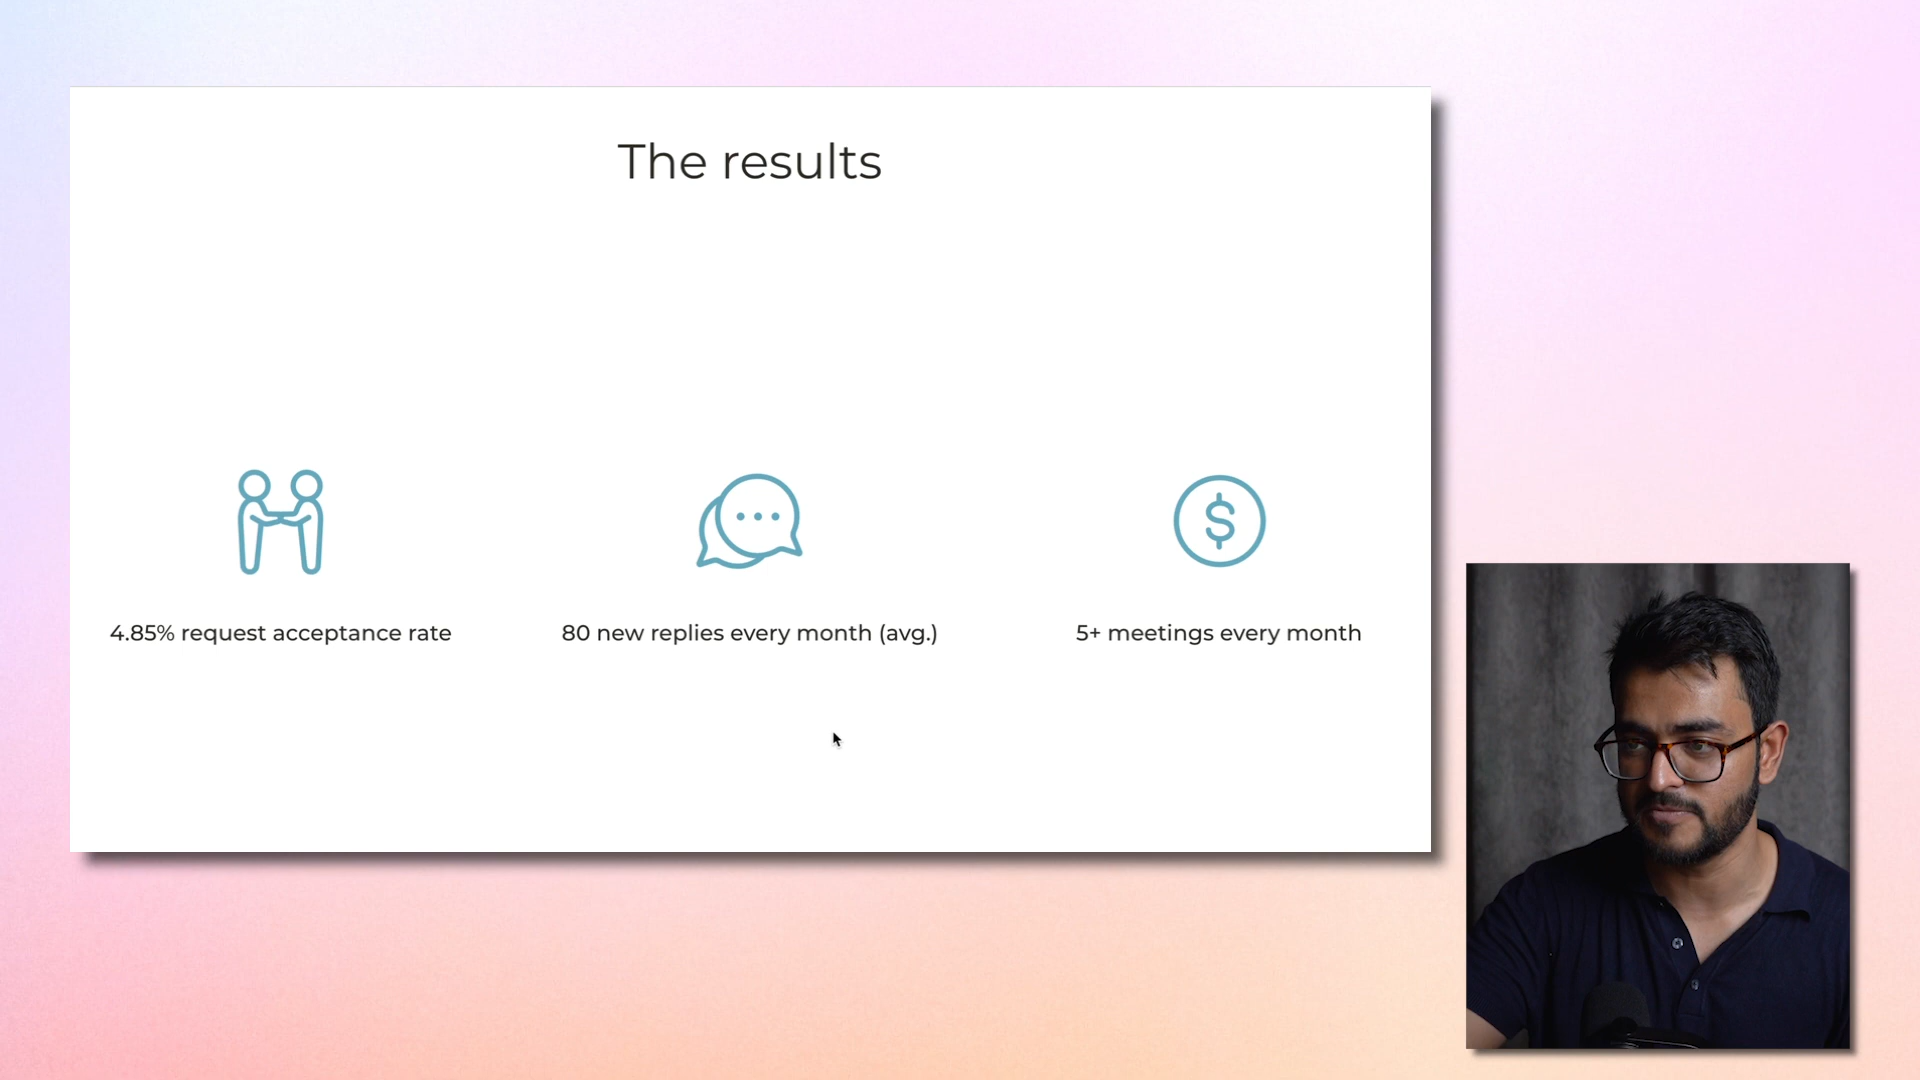 The results
4.85% request acceptance rate
80 new replies every month (avg.)
5+ meetings every month